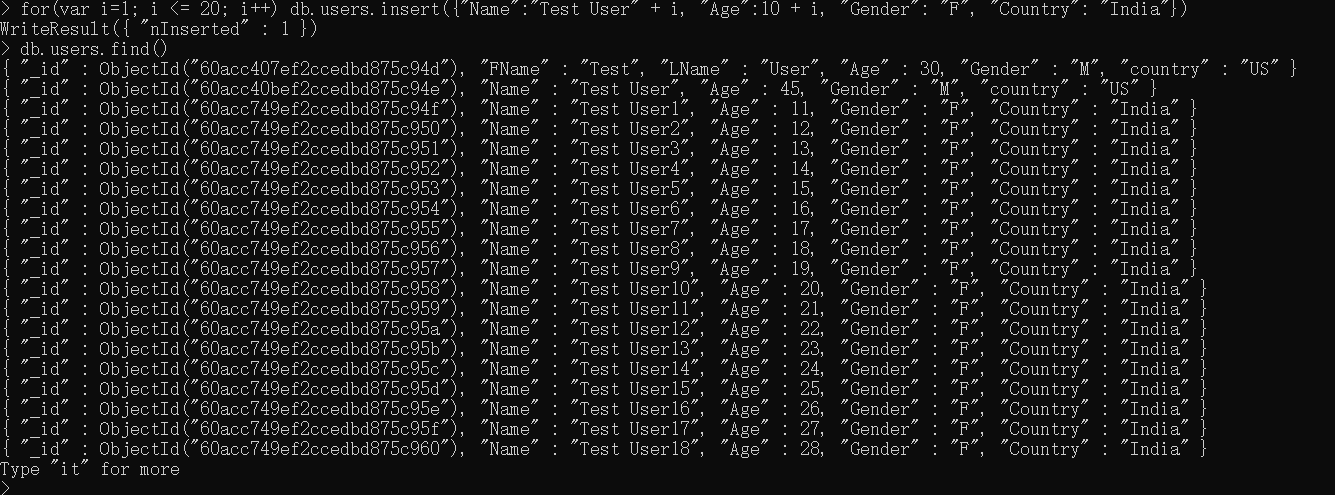 > for(var i=1; i <= 20; i++) db.users.insert({"Name":"Test User" + i, "Age":10 + i, "Gender": "F", "Country": "India"})
WriteResult({ "nInserted" : 1 })
> db.users.find()
{ "_id" : ObjectId("60acc407ef2ccedbd875c94d"), "FName" : "Test", "LName" : "User", "Age" : 30, "Gender" : "M", "country" : "US" }
{ "_id" : ObjectId("60acc40bef2ccedbd875c94e"), "Name" : "Test User", "Age" : 45, "Gender" : "M", "country" : "US" }
{ "_id" : ObjectId("60acc749ef2ccedbd875c94f"), "Name" : "Test User1", "Age" : 11, "Gender" : "F", "Country" : "India" }
{ "_id" : ObjectId("60acc749ef2ccedbd875c950"), "Name" : "Test User2", "Age" : 12, "Gender" : "F", "Country" : "India" }
{ "_id" : ObjectId("60acc749ef2ccedbd875c951"), "Name" : "Test User3", "Age" : 13, "Gender" : "F", "Country" : "India" }
{ "_id" : ObjectId("60acc749ef2ccedbd875c952"), "Name" : "Test User4", "Age" : 14, "Gender" : "F", "Country" : "India" }
{ "_id" : ObjectId("60acc749ef2ccedbd875c953"), "Name" : "Test User5", "Age" : 15, "Gender" : "F", "Country" : "India" }
{ "_id" : ObjectId("60acc749ef2ccedbd875c954"), "Name" : "Test User6", "Age" : 16, "Gender" : "F", "Country" : "India" }
{ "_id" : ObjectId("60acc749ef2ccedbd875c955"), "Name" : "Test User7", "Age" : 17, "Gender" : "F", "Country" : "India" }
{ "_id" : ObjectId("60acc749ef2ccedbd875c956"), "Name" : "Test User8", "Age" : 18, "Gender" : "F", "Country" : "India" }
{ "_id" : ObjectId("60acc749ef2ccedbd875c957"), "Name" : "Test User9", "Age" : 19, "Gender" : "F", "Country" : "India" }
{ "_id" : ObjectId("60acc749ef2ccedbd875c958"), "Name" : "Test User10", "Age" : 20, "Gender" : "F", "Country" : "India" }
{ "_id" : ObjectId("60acc749ef2ccedbd875c959"), "Name" : "Test User11", "Age" : 21, "Gender" : "F", "Country" : "India" }
{ "_id" : ObjectId("60acc749ef2ccedbd875c95a"), "Name" : "Test User12", "Age" : 22, "Gender" : "F", "Country" : "India" }
{ "_id" : ObjectId("60acc749ef2ccedbd875c95b"), "Name" : "Test User13", "Age" : 23, "Gender" : "F", "Country" : "India" }
{ "_id" : ObjectId("60acc749ef2ccedbd875c95c"), "Name" : "Test User14", "Age" : 24, "Gender" : "F", "Country" : "India" }
{ "_id" : ObjectId("60acc749ef2ccedbd875c95d"), "Name" : "Test User15", "Age" : 25, "Gender" : "F", "Country" : "India" }
{ "_id" : ObjectId("60acc749ef2ccedbd875c95e"), "Name" : "Test User16", "Age" : 26, "Gender" : "F", "Country" : "India" }
{ "_id" : ObjectId("60acc749ef2ccedbd875c95f"), "Name" : "Test User17", "Age" : 27, "Gender" : "F", "Country" : "India" }
{ "_id" : ObjectId("60acc749ef2ccedbd875c960"), "Name" : "Test User18", "Age" : 28, "Gender" : "F", "Country" : "India" }
Type "it" for more
>